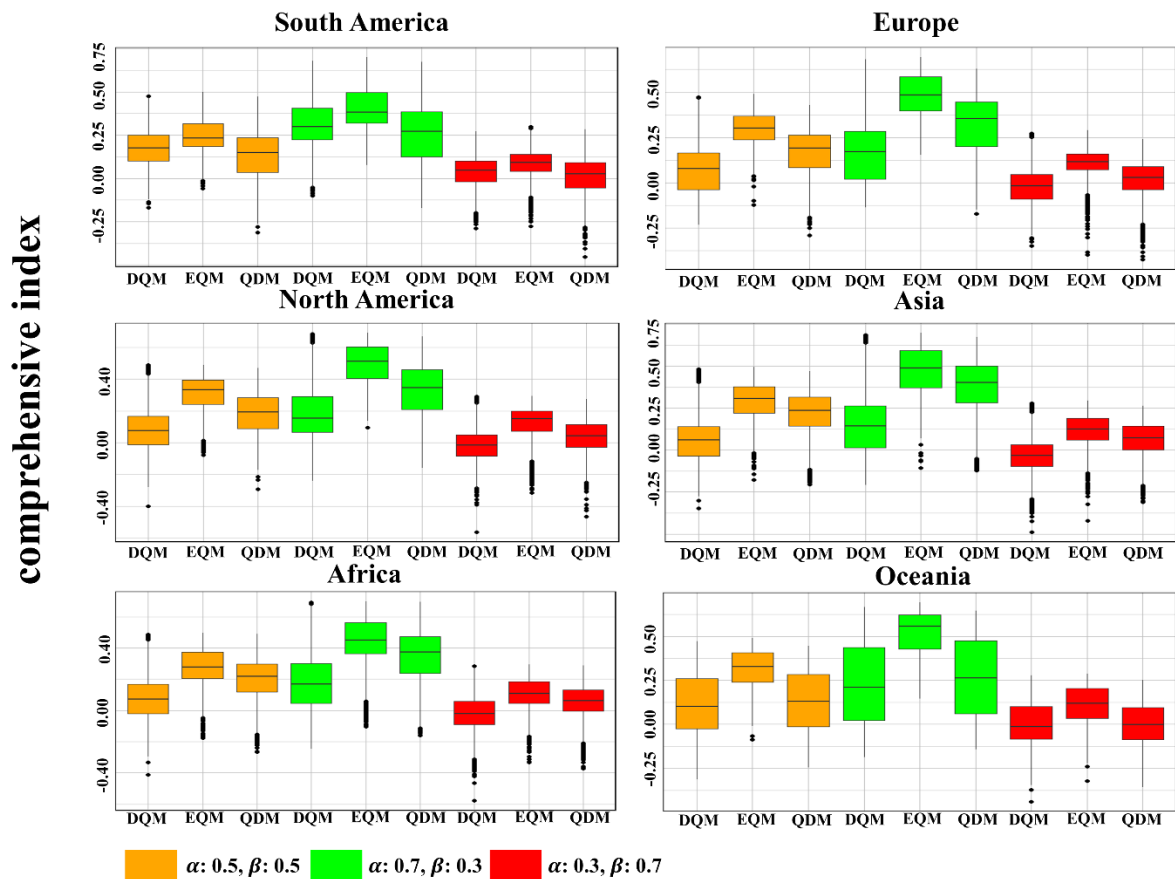 South America
Europe
comprehensive index
0.75
0.50
0.25
0.00
-0.25
DQM EQM QDM DQM EQM QDM DQM EQM QDM
0.50
0.25
0.00
-0.25
DQM EQM QDM DQM EQM QDM DQM EQM QDM
North America
Asia
0.40
0.00
-0.40
DQM EQM QDM DQM EQM QDM DQM EQM QDM
0.75
0.50
0.25
0.00
-0.25
DQM EQM QDM DQM EQM QDM DQM EQM QDM
Africa
Oceania
0.40
0.00
-0.40
DQM EQM QDM DQM EQM QDM DQM EQM QDM
0.50
0.25
0.00
-0.25
DQM EQM QDM DQM EQM QDM DQM EQM QDM
α: 0.5, β: 0.5 α: 0.7, β: 0.3 α: 0.3, β: 0.7